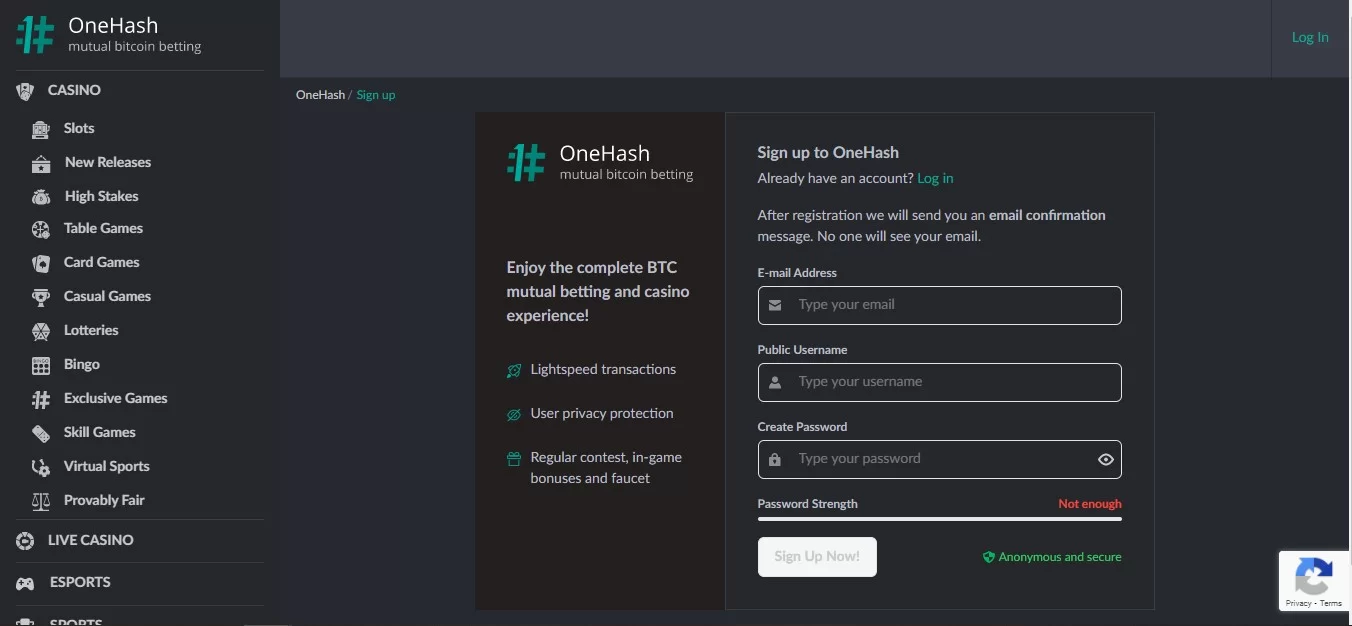 OneHash
mutual bitcoin betting
CASINO
Slots
New Releases
High Stakes
Table Games
Card Games
Casual Games
Lotteries
BINGO
Bingo
Exclusive Games
Skill Games
Virtual Sports
Provably Fair
LIVE CASINO
ESPORTS
SPORTS
Log In
OneHash / Sign up
OneHash
mutual bitcoin betting
Enjoy the complete BTC
mutual betting and casino
experience!
Lightspeed transactions
User privacy protection
Regular contest, in-game
bonuses and faucet
Sign up to OneHash
Already have an account? Log in
After registration we will send you an email confirmation
message. No one will see your email.
E-mail Address
Type your email
Public Username
Type your username
Create Password
Type your password
Password Strength Not enough
Sign Up Now! Anonymous and secure
Privacy - Terms